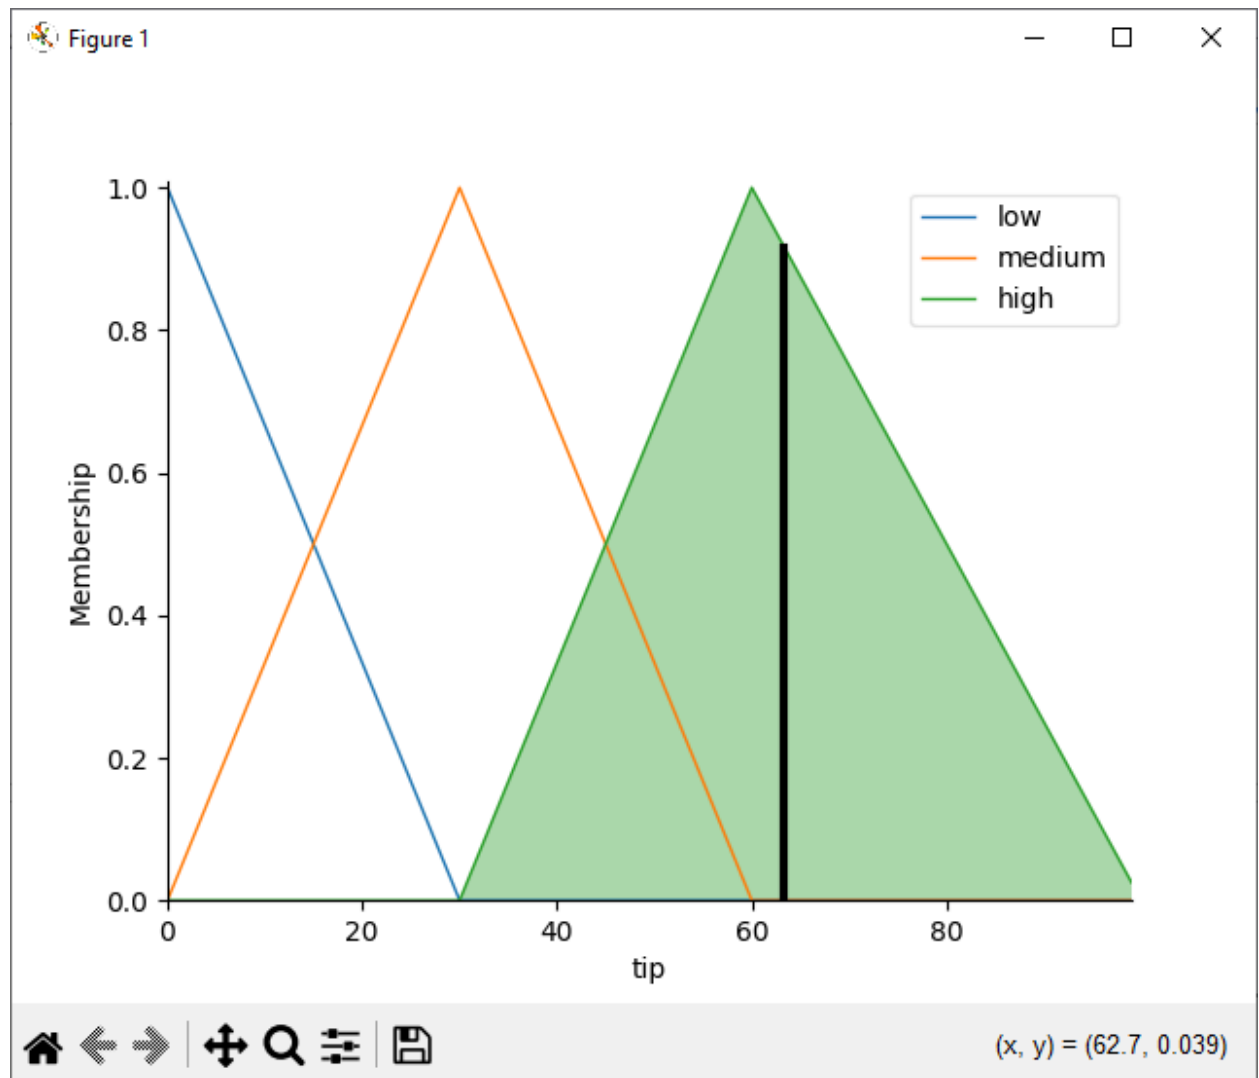 Figure 1
1.0
0.8
0.6
0.4
0.2
0.0
Membership
low
medium
high
0 20 40 60 80
tip
(x, y) = (62.7, 0.039)